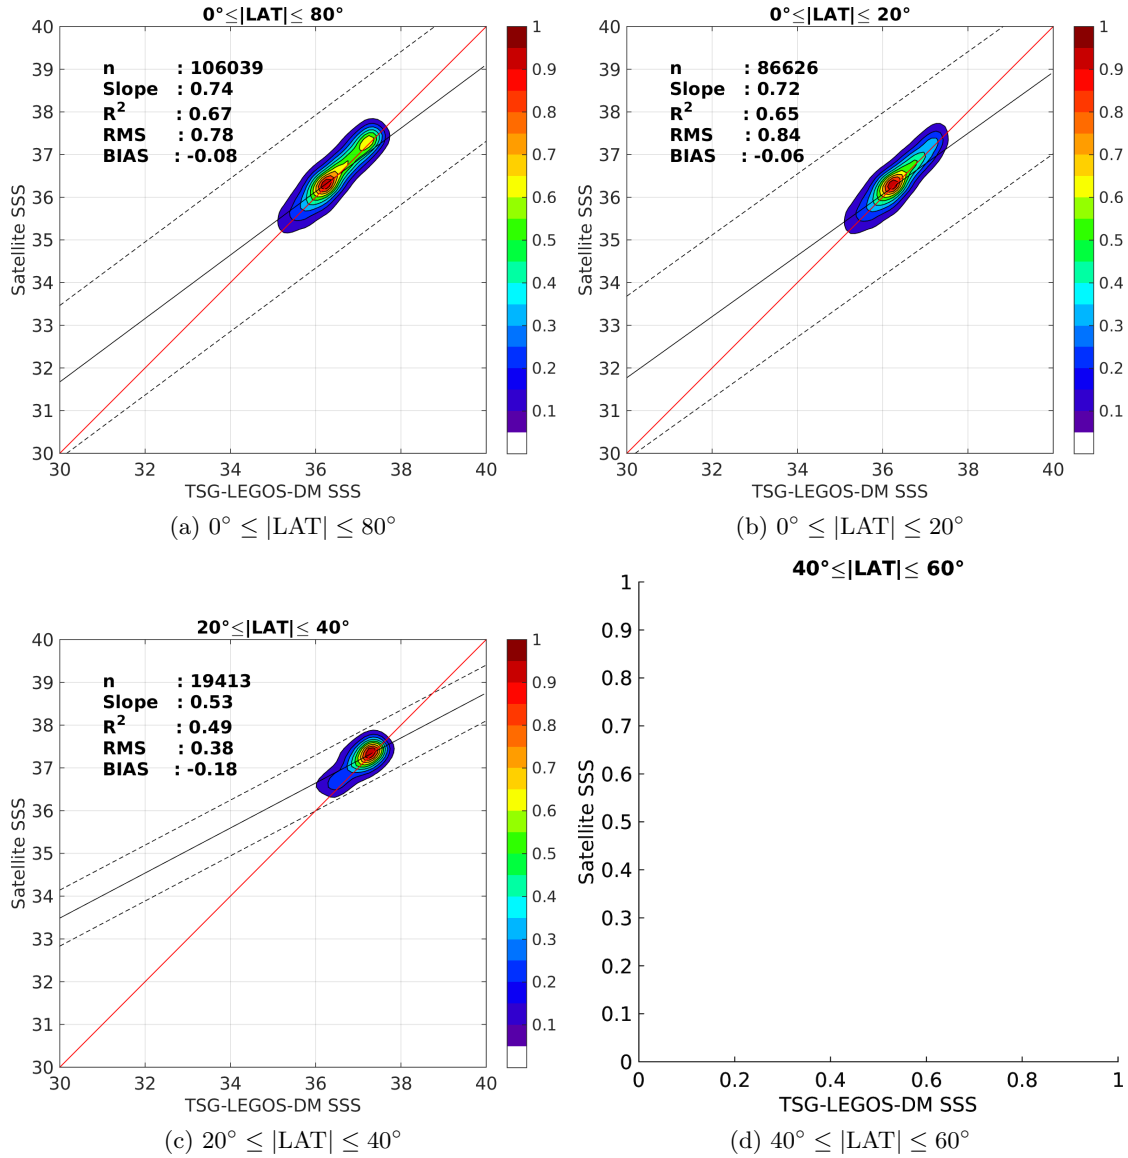 0°≤|LAT|≤ 80°
n : 106039
Slope : 0.74
R2 : 0.67
RMS : 0.78
BIAS : -0.08
40
39
38
37
36
35
34
33
32
31
30
Satellite SSS
30 32 34 36 38 40
TSG-LEGOS-DM SSS
1
0.9
0.8
0.7
0.6
0.5
0.4
0.3
0.2
0.1
(a) 0° ≤ |LAT| ≤ 80°
0°≤|LAT|≤ 20°
n : 86626
Slope : 0.72
R2 : 0.65
RMS : 0.84
BIAS : -0.06
40
39
38
37
36
35
34
33
32
31
30
Satellite SSS
30 32 34 36 38 40
TSG-LEGOS-DM SSS
1
0.9
0.8
0.7
0.6
0.5
0.4
0.3
0.2
0.1
(b) 0° ≤ |LAT| ≤ 20°
20°≤|LAT|≤ 40°
n : 19413
Slope : 0.53
R2 : 0.49
RMS : 0.38
BIAS : -0.18
40
39
38
37
36
35
34
33
32
31
30
Satellite SSS
30 32 34 36 38 40
TSG-LEGOS-DM SSS
1
0.9
0.8
0.7
0.6
0.5
0.4
0.3
0.2
0.1
(c) 20° ≤ |LAT| ≤ 40°
40°≤|LAT|≤ 60°
1
0.9
0.8
0.7
0.6
0.5
0.4
0.3
0.2
0.1
0
Satellite SSS
0 0.2 0.4 0.6 0.8 1
TSG-LEGOS-DM SSS
(d) 40° ≤ |LAT| ≤ 60°